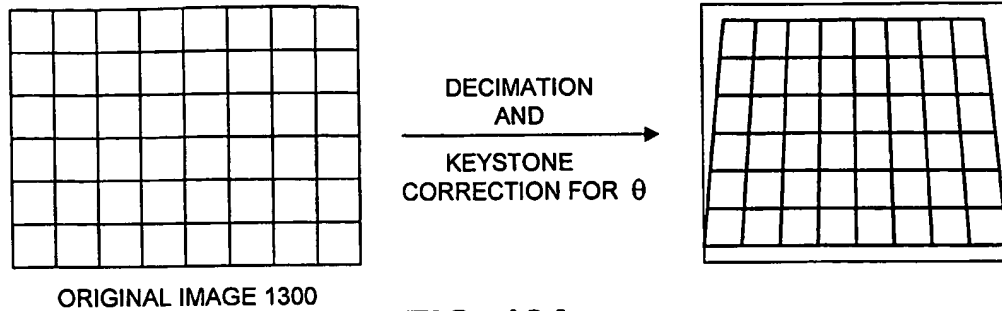 DECIMATION
AND
KEYSTONE
CORRECTION FOR θ
ORIGINAL IMAGE 1300